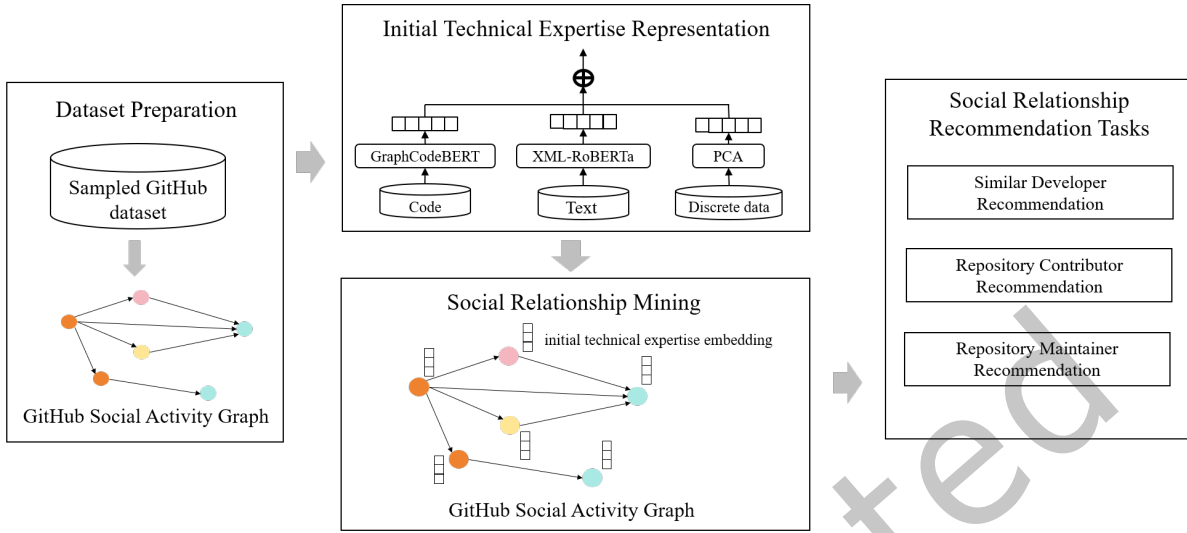 Dataset Preparation
Sampled GitHub
dataset
GitHub Social Activity Graph
Initial Technical Expertise Representation
GraphCodeBERT
XML-RoBERTa
PCA
Code
Text
Discrete data
Social Relationship Mining
initial technical expertise embedding
GitHub Social Activity Graph
Social Relationship
Recommendation Tasks
Similar Developer
Recommendation
Repository Contributor
Recommendation
Repository Maintainer
Recommendation
ted